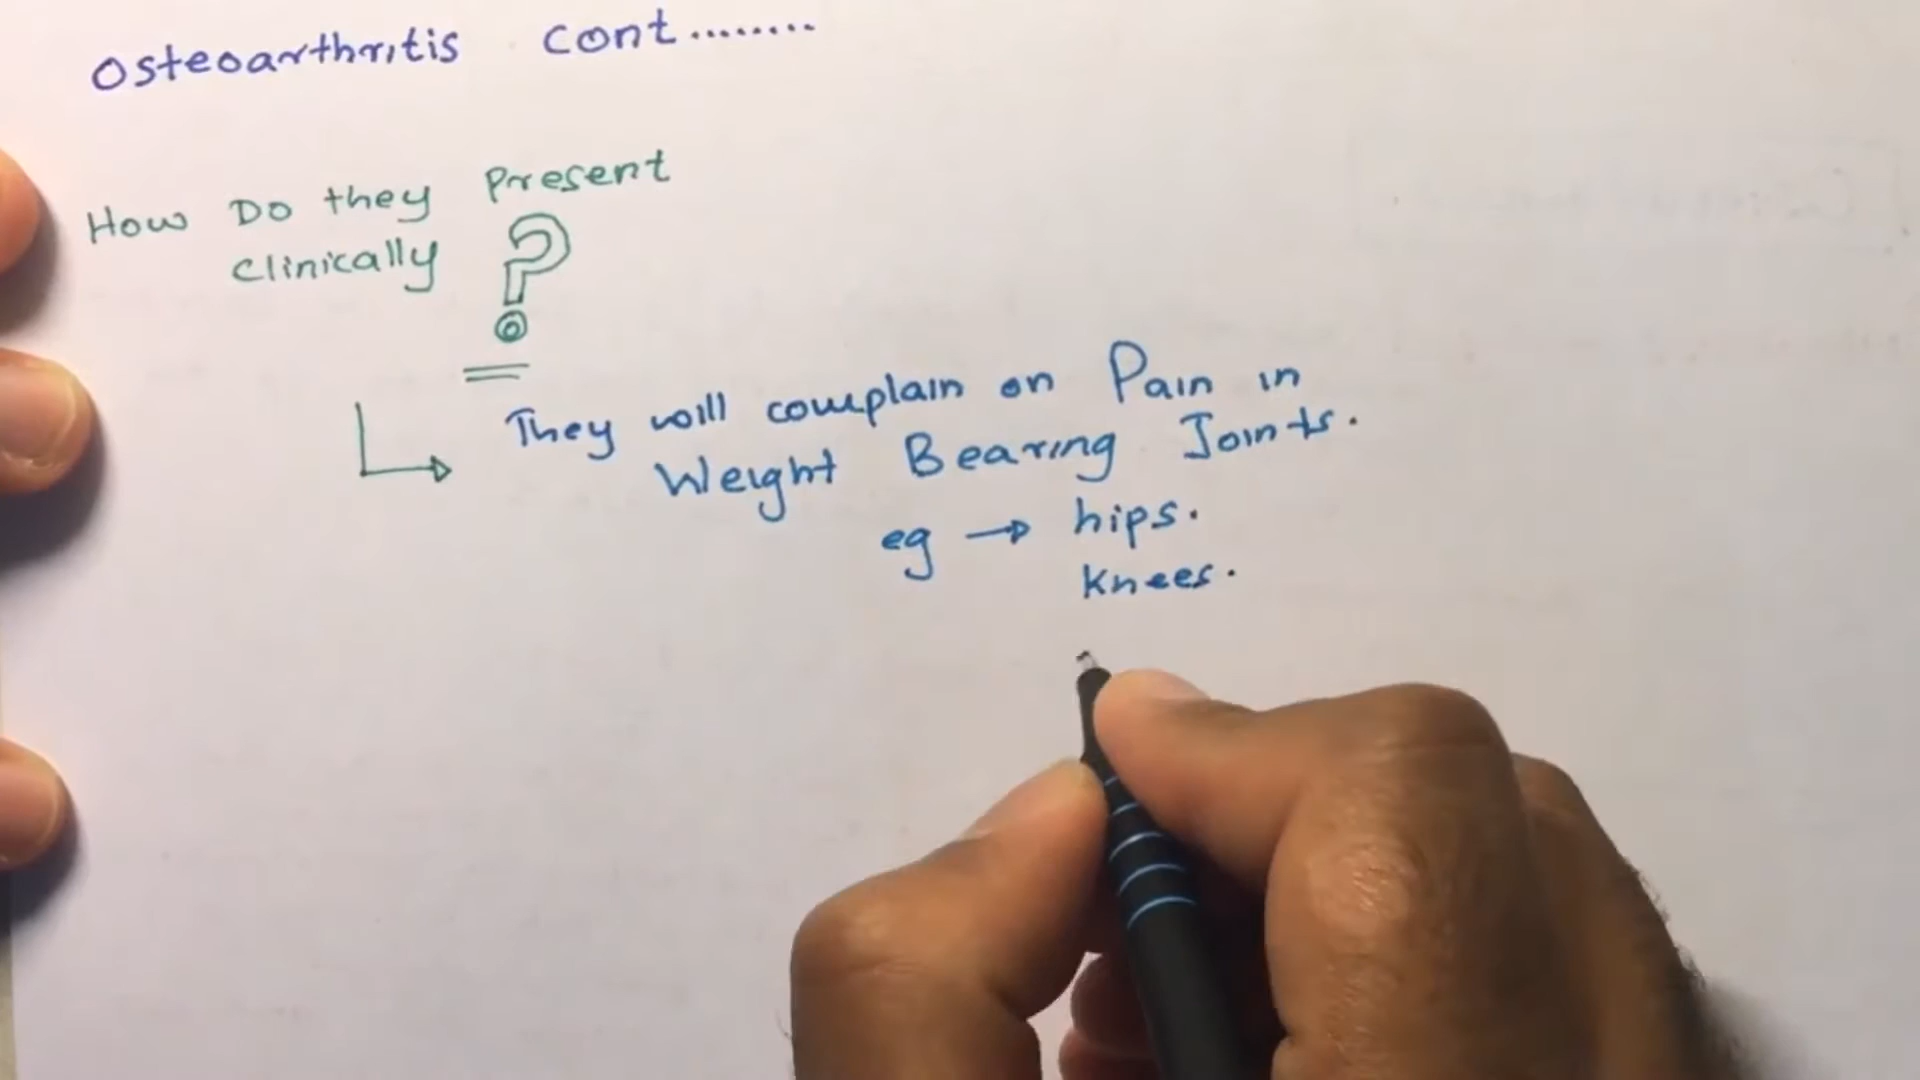 Osteoarthritis cont........
How Do they Present
clinically ?
They will complain on Pain in
Weight Bearing Joints.
eg → hips.
knees.